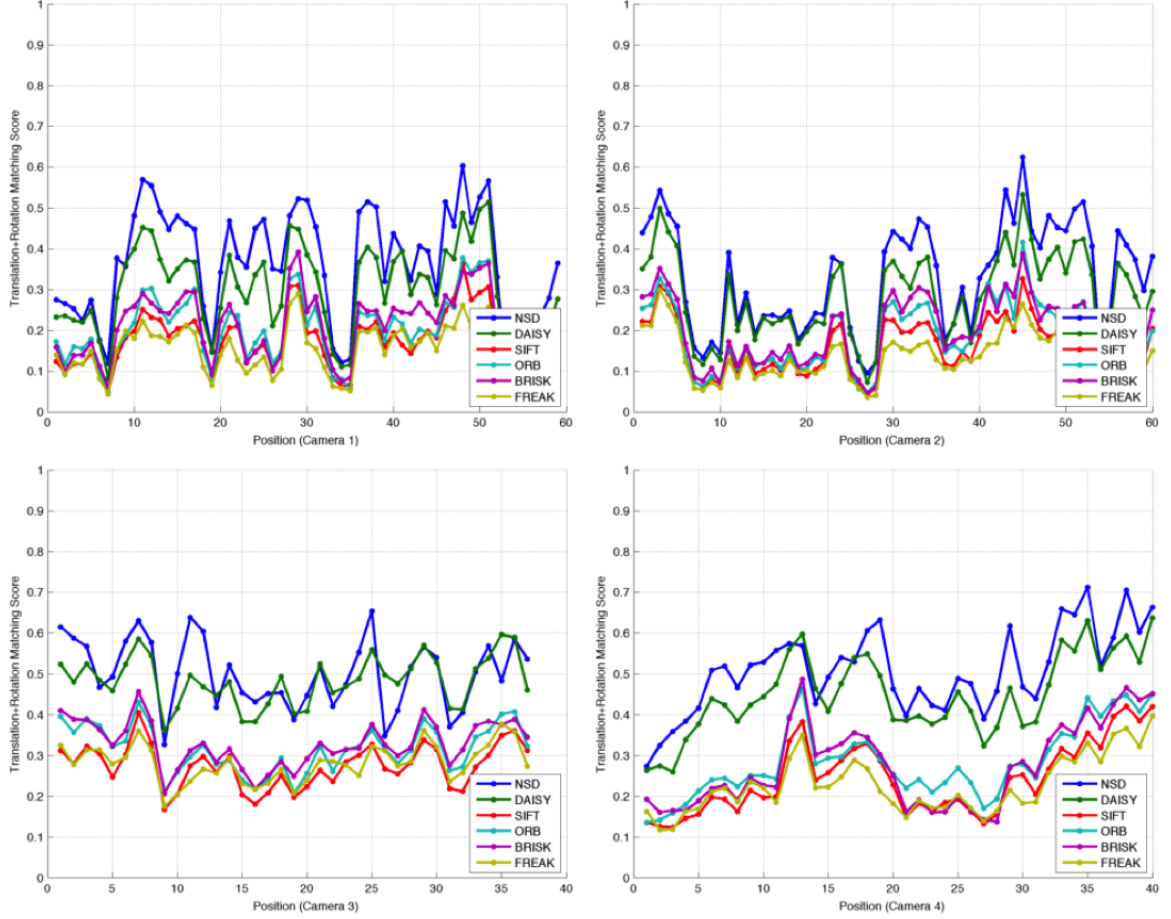 Translation+Rotation Matching Score
1
0.9
0.8
0.7
0.6
0.5
0.4
0.3
0.2
0.1
0
NSD
DAISY
SIFT
ORB
BRISK
FREAK
0 10 20 30 40 50 60
Position (Camera 1)
Translation+Rotation Matching Score
1
0.9
0.8
0.7
0.6
0.5
0.4
0.3
0.2
0.1
0
NSD
DAISY
SIFT
ORB
BRISK
FREAK
0 10 20 30 40 50 60
Position (Camera 2)
Translation+Rotation Matching Score
1
0.9
0.8
0.7
0.6
0.5
0.4
0.3
0.2
0.1
0
NSD
DAISY
SIFT
ORB
BRISK
FREAK
0 5 10 15 20 25 30 35 40
Position (Camera 3)
Translation+Rotation Matching Score
1
0.9
0.8
0.7
0.6
0.5
0.4
0.3
0.2
0.1
0
NSD
DAISY
SIFT
ORB
BRISK
FREAK
0 5 10 15 20 25 30 35 40
Position (Camera 4)